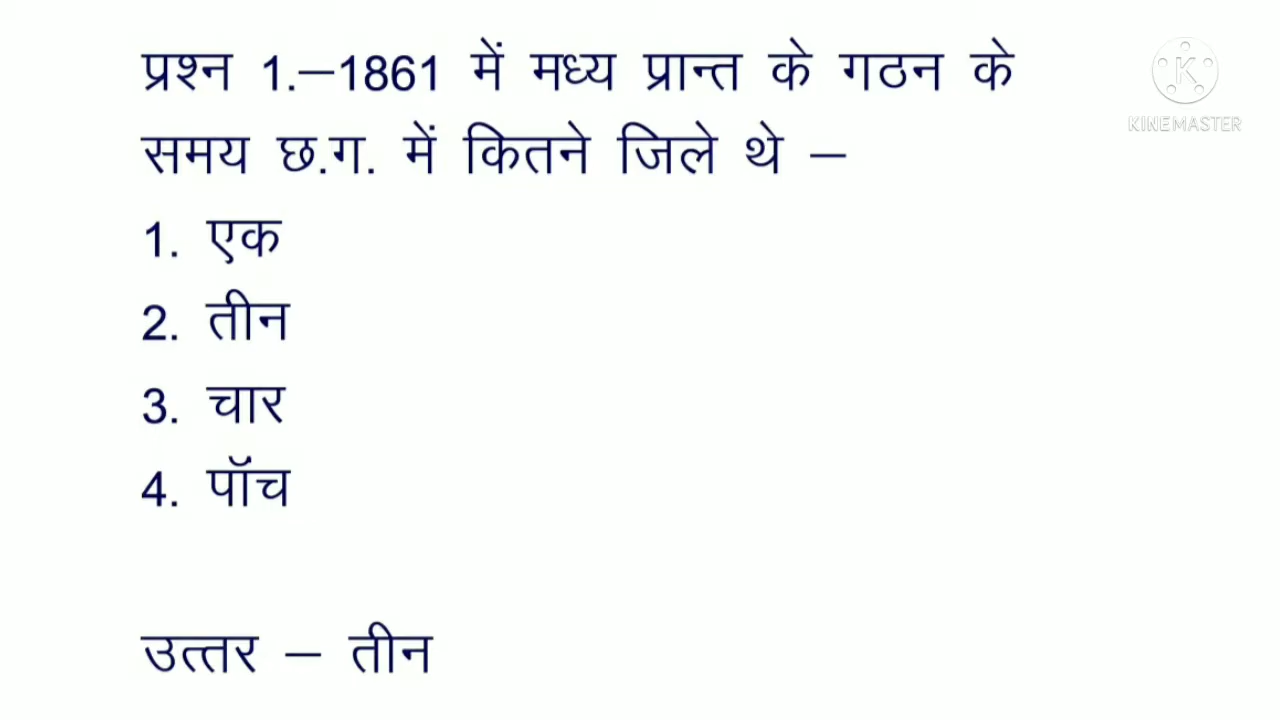 प्रश्न 1.–1861 में मध्य प्रान्त के गठन के
समय छ.ग. में कितने जिले थे –
1. एक
2. तीन
3. चार
4. पॉच
उत्तर – तीन
KINEMASTER